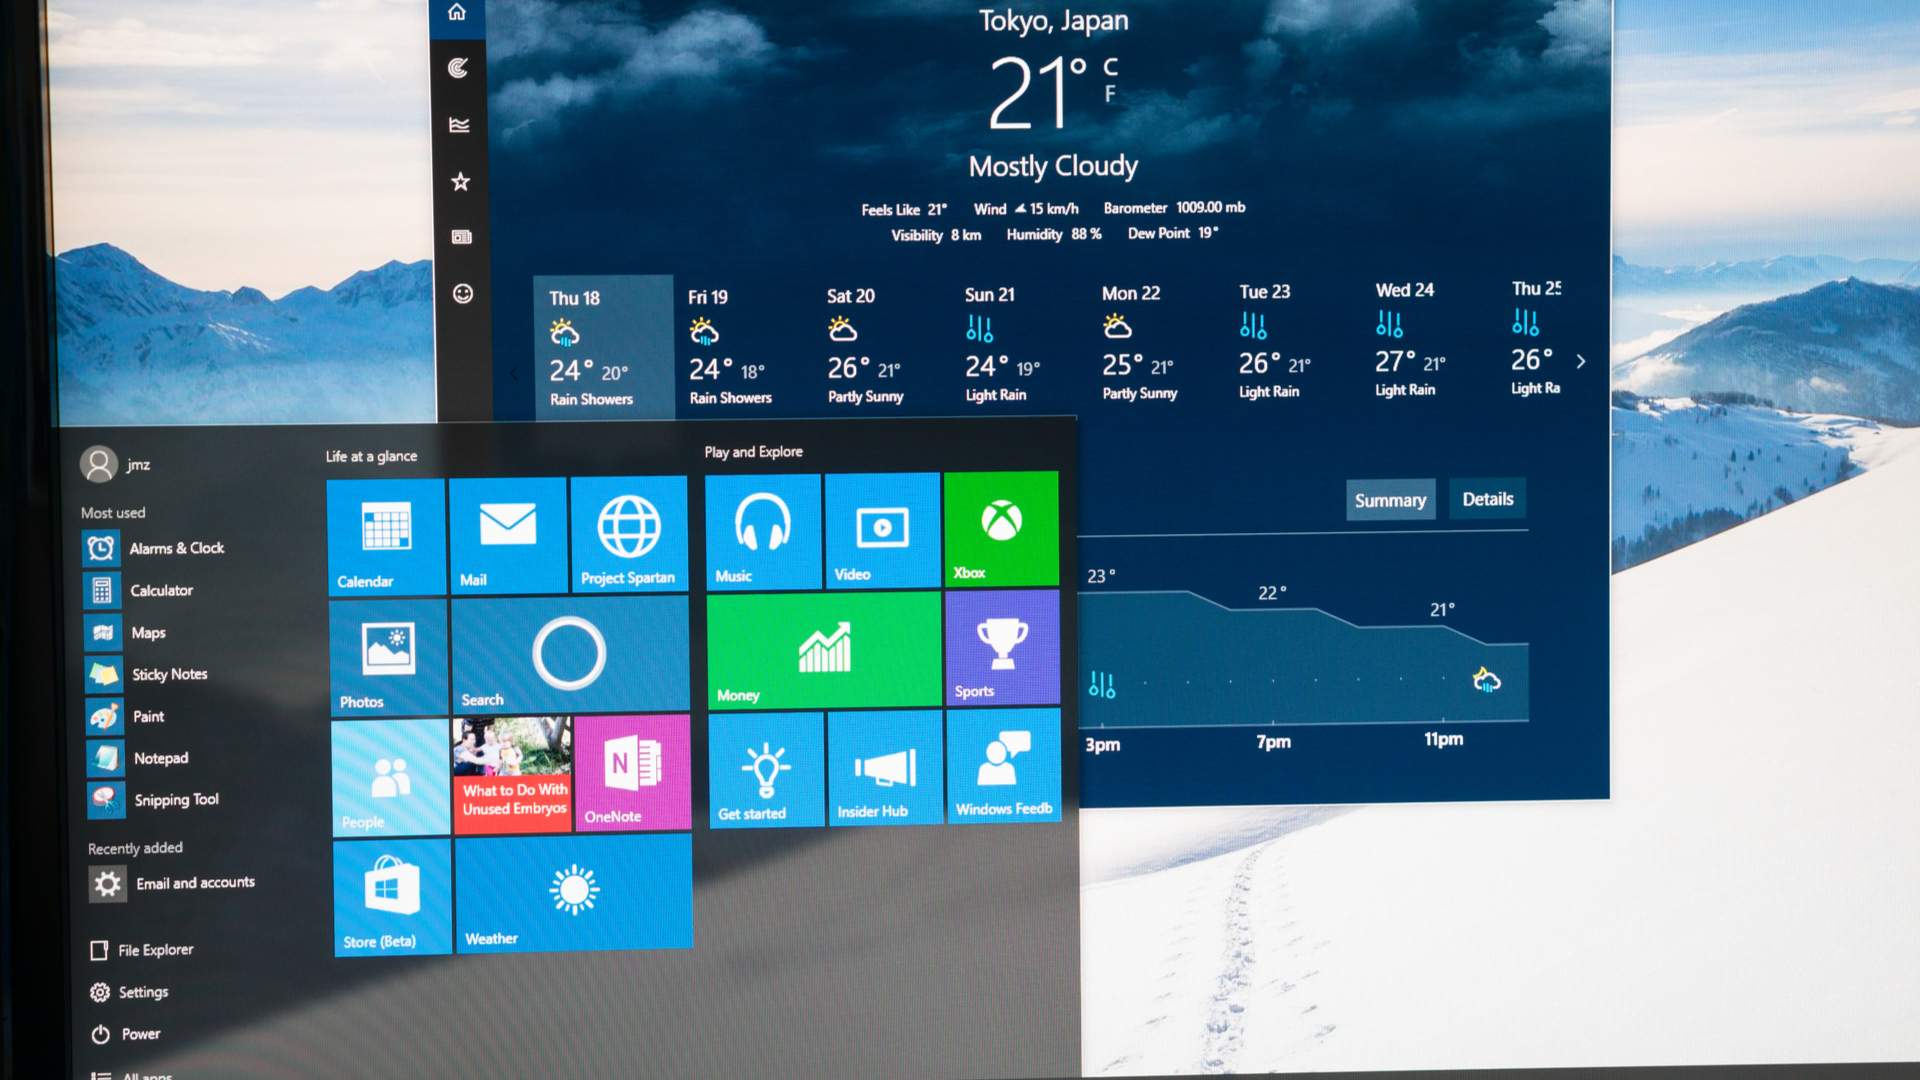 Tokyo, Japan
21° C
F
Mostly Cloudy
Feels Like 21° Wind 15 km/h Barometer 1009.00 mb
Visibility 8 km Humidity 88 % Dew Point 19°
Thu 18 Fri 19 Sat 20 Sun 21 Mon 22 Tue 23 Wed 24 Thu 25
24° 20° 24° 18° 26° 21° 24° 19° 25° 21° 26° 21° 27° 21° 26°
Rain Showers Rain Showers Partly Sunny Light Rain Partly Sunny Light Rain Light Rain Light Ra
Summary Details
23° 22° 21°
3pm 7pm 11pm
jmz
Most used
Alarms & Clock
Calculator
Maps
Sticky Notes
Paint
Notepad
Snipping Tool
Recently added
Email and accounts
File Explorer
Settings
Power
All apps
Life at a glance
Calendar Mail Project Spartan
Photos Search
People
What to Do With
Unused Embryos
N
OneNote
Store (Beta) Weather
Play and Explore
Music Video Xbox
Money Sports
Get started Insider Hub Windows Feedb